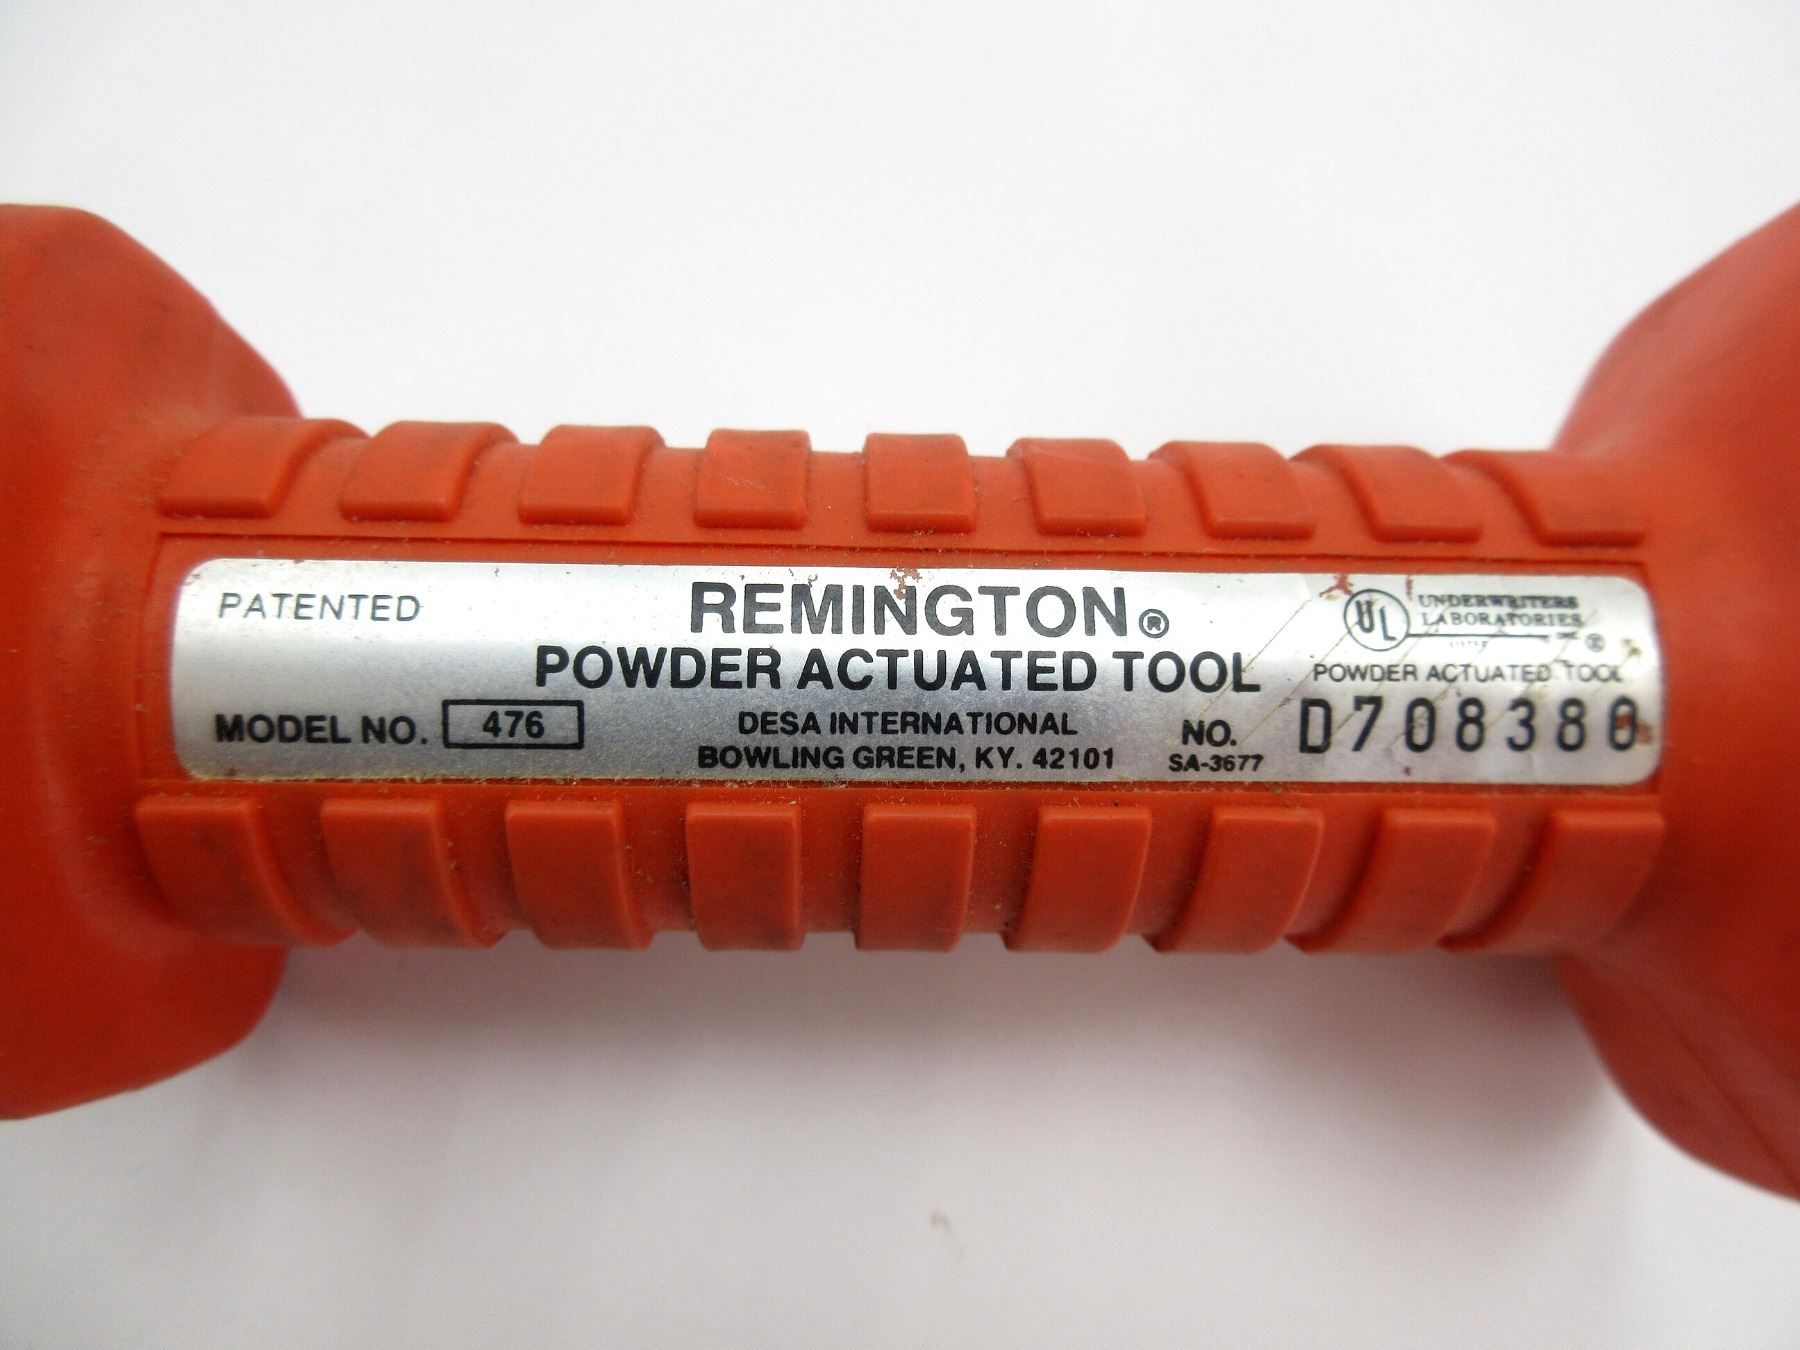 PATENTED
REMINGTON®
POWDER ACTUATED TOOL
MODEL NO. 476
DESA INTERNATIONAL
BOWLING GREEN, KY. 42101
UL UNDERWRITERS
LABORATORIES
INC. ®
POWDER ACTUATED TOOL
NO. D708380
SA-3677